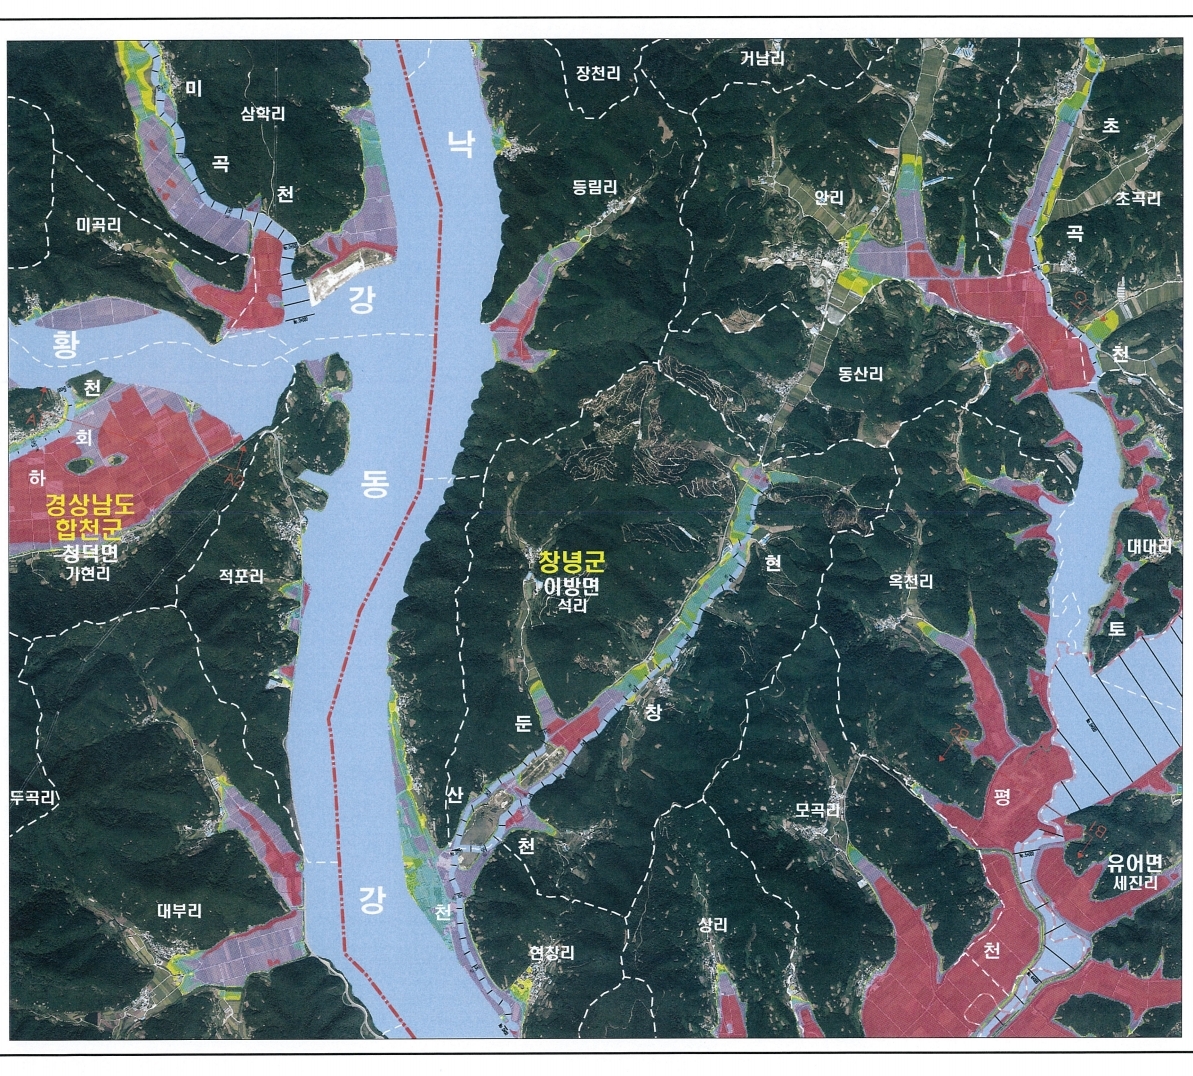 장천리
거남리
미
삼학리
초
낙
곡
등림리
천
안리
초곡리
미곡리
곡
강
황
천
천
동산리
회
하
동
경상남도
합천군
청덕면
가현리
대대리
창녕군
이방면
석리
현
적포리
옥천리
토
창
둔
산
평
두곡리
모곡리
천
유어면
세진리
강
대부리
천
상리
현창리
천